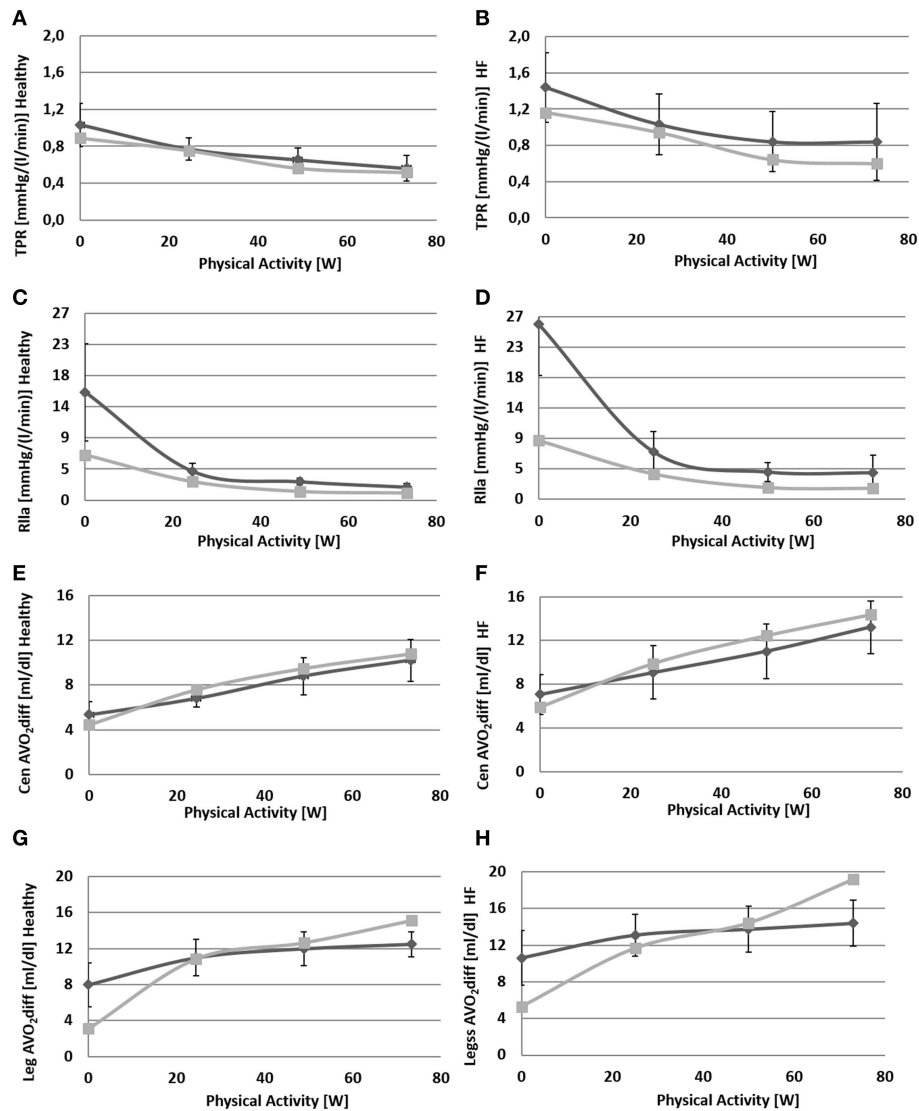 A
B
2,0
1,6
1,2
0,8
0,4
0,0
TPR [mmHg/(l/min)] Healthy
0 20 40 60 80
Physical Activity [W]
2,0
1,6
1,2
0,8
0,4
0,0
TPR [mmHg/(l/min)] HF
0 20 40 60 80
Physical Activity [W]
C
D
27
23
18
14
9
5
0
Rlla [mmHg/(l/min)] Healthy
0 20 40 60 80
Physical Activity [W]
27
23
18
14
9
5
0
Rlla [mmHg/(l/min)] HF
0 20 40 60 80
Physical Activity [W]
E
F
16
12
8
4
0
Cen AVO₂diff [ml/dl] Healthy
0 20 40 60 80
Physical Activity [W]
16
12
8
4
0
Cen AVO₂diff [ml/dl] HF
0 20 40 60 80
Physical Activity [W]
G
H
20
16
12
8
4
0
Leg AVO₂diff [ml/dl] Healthy
0 20 40 60 80
Physical Activity [W]
20
16
12
8
4
0
Legss AVO₂diff [ml/dl] HF
0 20 40 60 80
Physical Activity [W]